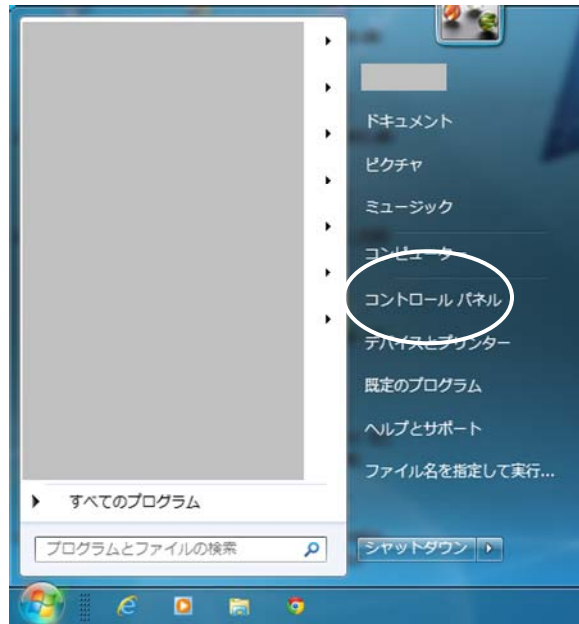 ドキュメント
ピクチャ
ミュージック
コンピューター
コントロール パネル
デバイスとプリンター
既定のプログラム
ヘルプとサポート
ファイル名を指定して実行...
すべてのプログラム
プログラムとファイルの検索
シャットダウン